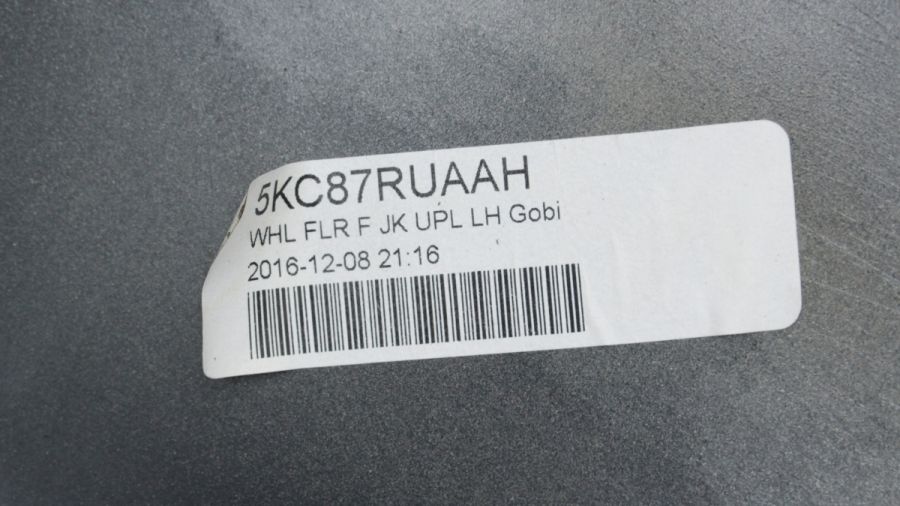 5KC87RUAAH
WHL FLR F JK UPL LH Gobi
2016-12-08 21:16